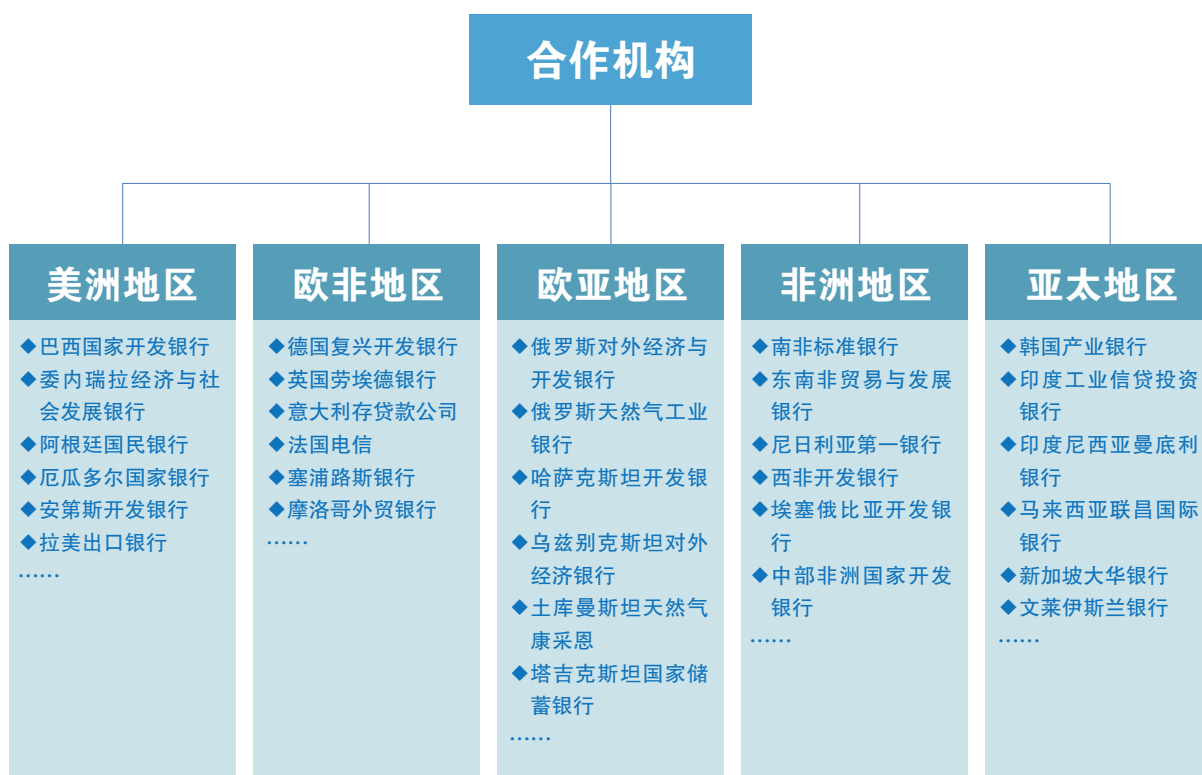 合作机构
美洲地区
◆巴西国家开发银行
◆委内瑞拉经济与社
会发展银行
◆阿根廷国民银行
◆厄瓜多尔国家银行
◆安第斯开发银行
◆拉美出口银行
……
欧非地区
◆德国复兴开发银行
◆英国劳埃德银行
◆意大利存贷款公司
◆法国电信
◆塞浦路斯银行
◆摩洛哥外贸银行
……
欧亚地区
◆俄罗斯对外经济与
开发银行
◆俄罗斯天然气工业
银行
◆哈萨克斯坦开发银
行
◆乌兹别克斯坦对外
经济银行
◆土库曼斯坦天然气
康采恩
◆塔吉克斯坦国家储
蓄银行
……
非洲地区
◆南非标准银行
◆东南非贸易与发展
银行
◆尼日利亚第一银行
◆西非开发银行
◆埃塞俄比亚开发银
行
◆中部非洲国家开发
银行
……
亚太地区
◆韩国产业银行
◆印度工业信贷投资
银行
◆印度尼西亚曼底利
银行
◆马来西亚联昌国际
银行
◆新加坡大华银行
◆文莱伊斯兰银行
……